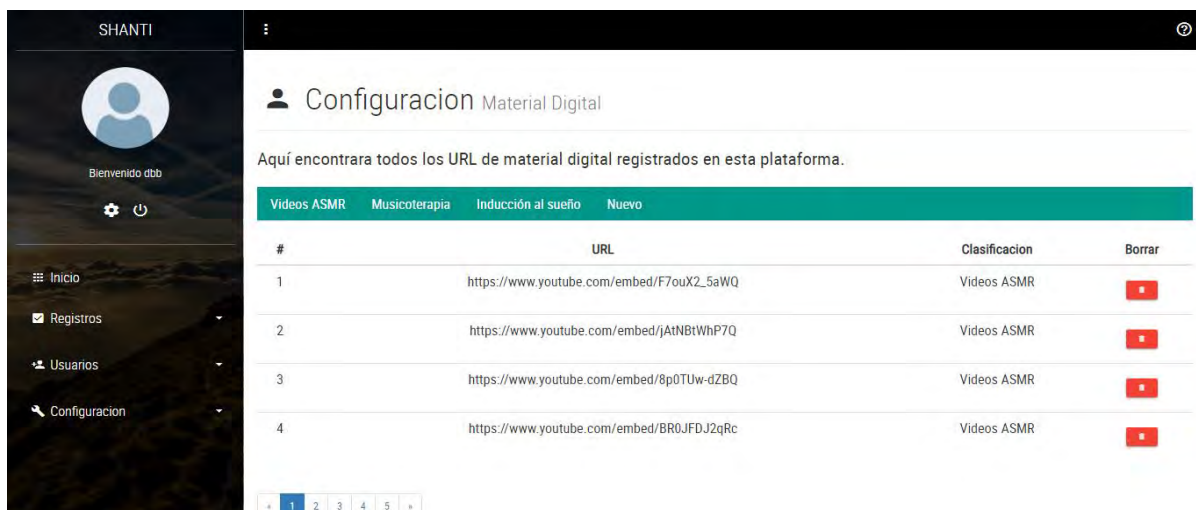 SHANTI
Bienvenido dbb
Inicio
Registros
Usuarios
Configuracion
Configuracion Material Digital
Aquí encontrara todos los URL de material digital registrados en esta plataforma.
Videos ASMR Musicoterapia Inducción al sueño Nuevo
# URL Clasificacion Borrar
1 https://www.youtube.com/embed/F7ouX2_5aWQ Videos ASMR
2 https://www.youtube.com/embed/jAtNBtWhP7Q Videos ASMR
3 https://www.youtube.com/embed/8p0TUw-dZBQ Videos ASMR
4 https://www.youtube.com/embed/BR0JFDJ2qRc Videos ASMR
« 1 2 3 4 5 »